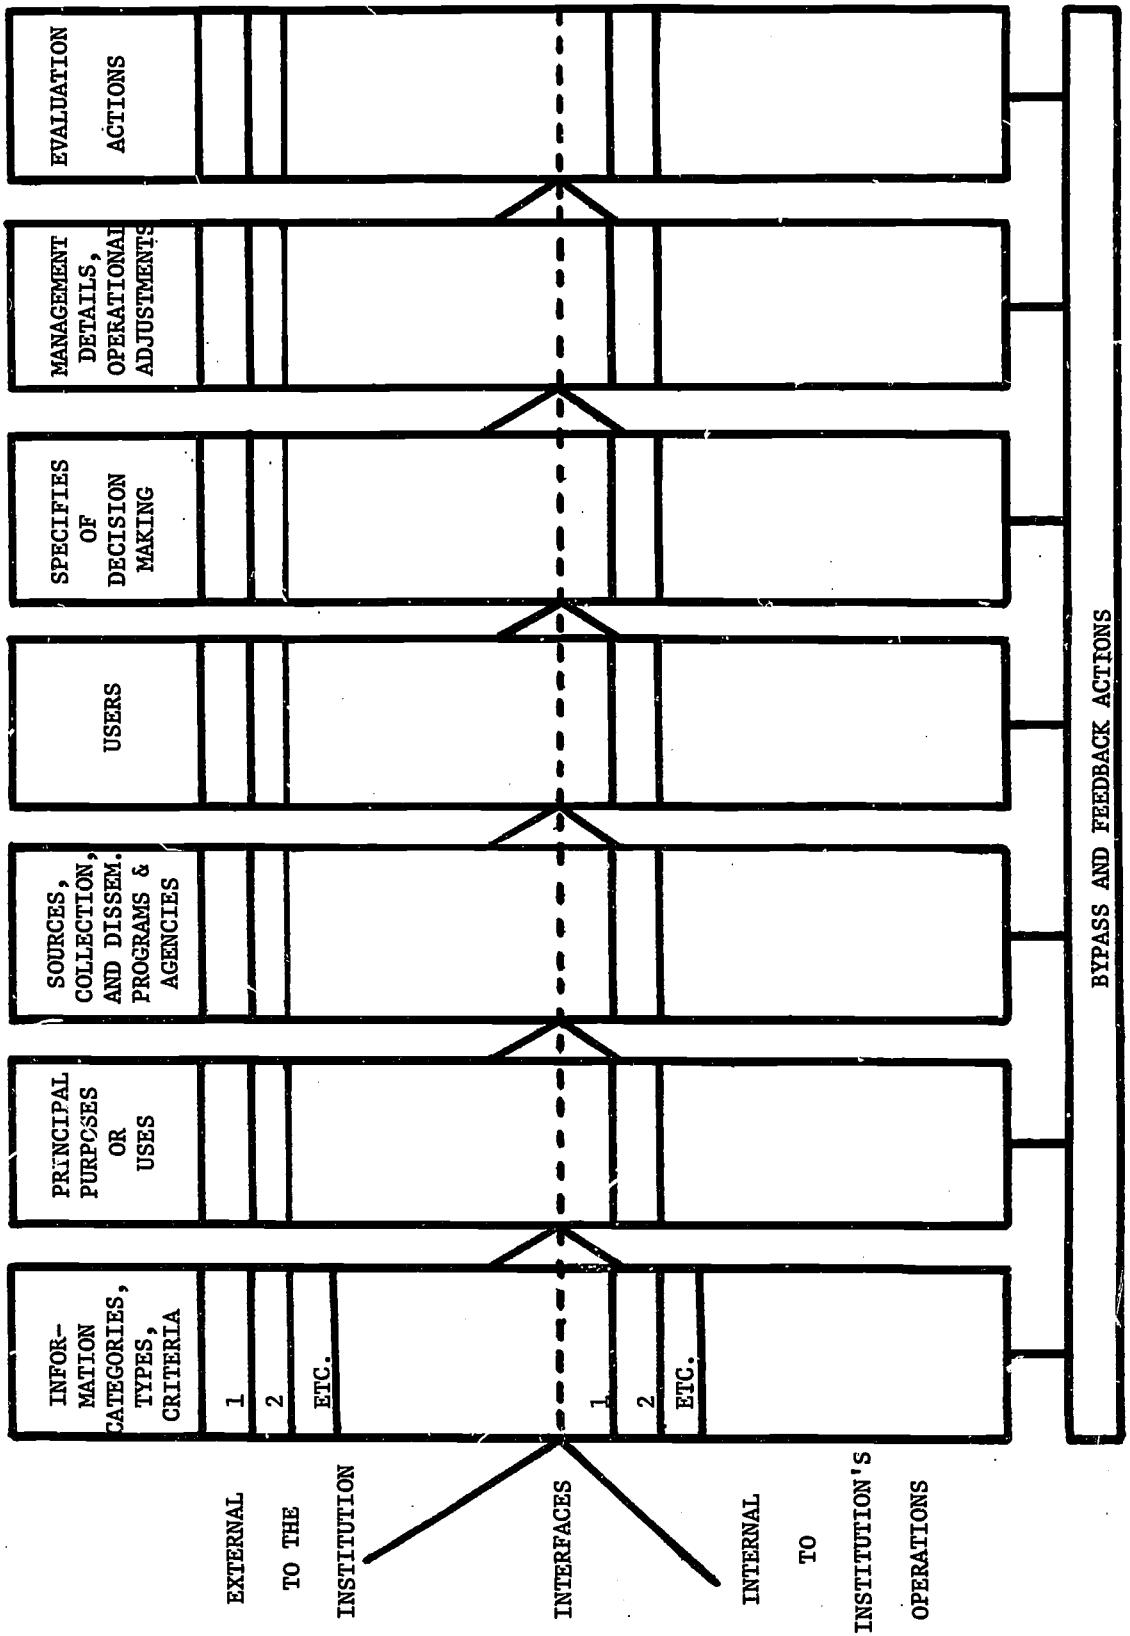 INFOR-
MATION
CATEGORIES,
TYPES,
CRITERIA
PRINCIPAL
PURPOSES
OR
USES
SOURCES,
COLLECTION,
AND DISSEM.
PROGRAMS &
AGENCIES
USERS
SPECIFIES
OF
DECISION
MAKING
MANAGEMENT
DETAILS,
OPERATIONAL
ADJUSTMENTS
EVALUATION
ACTIONS
EXTERNAL
TO THE
INSTITUTION
1
2
ETC.
INTERFACES
1
2
ETC.
INTERNAL
TO
INSTITUTION'S
OPERATIONS
BYPASS AND FEEDBACK ACTIONS